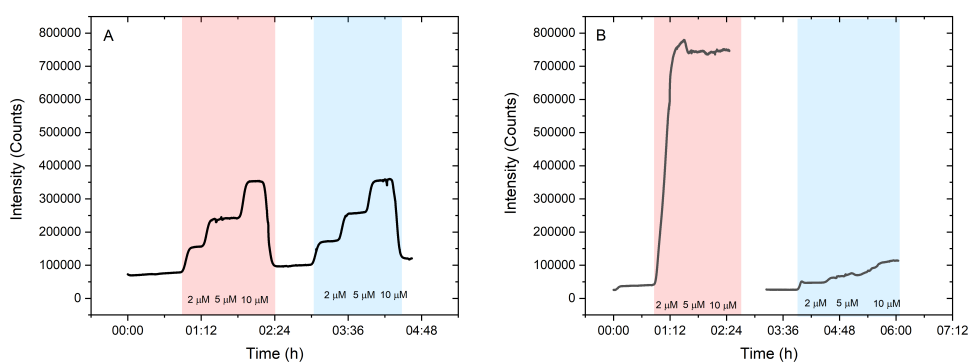 A
Intensity (Counts)
800000
700000
600000
500000
400000
300000
200000
100000
0
2 µM 5 µM 10 µM
2 µM 5 µM 10 µM
00:00 01:12 02:24 03:36 04:48
Time (h)
B
Intensity (Counts)
800000
700000
600000
500000
400000
300000
200000
100000
0
2 µM 5 µM 10 µM
2 µM 5 µM 10 µM
00:00 01:12 02:24 03:36 04:48 06:00 07:12
Time (h)